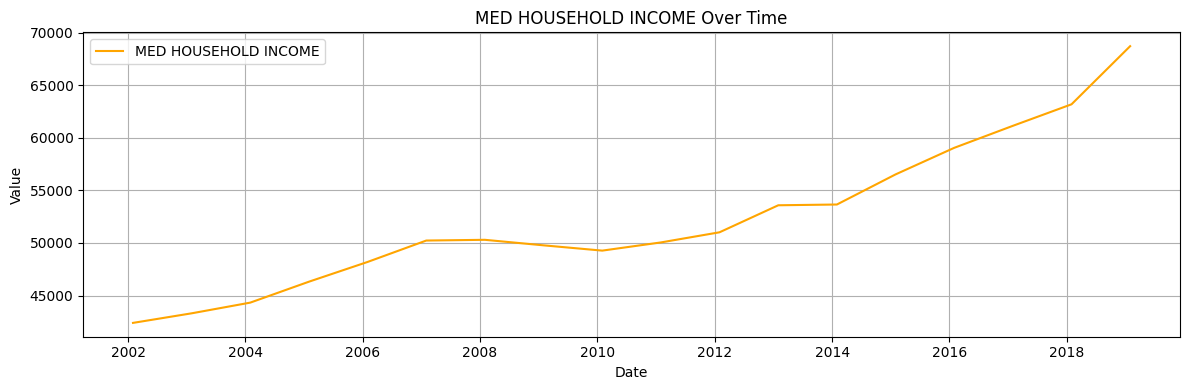 MED HOUSEHOLD INCOME Over Time
MED HOUSEHOLD INCOME
70000
65000
60000
55000
50000
45000
Value
2002 2004 2006 2008 2010 2012 2014 2016 2018
Date